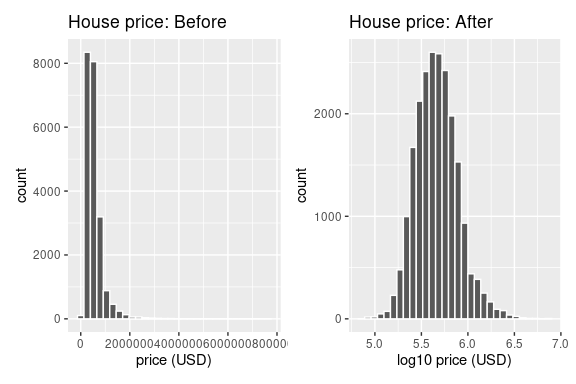 House price: Before
count
8000
6000
4000
2000
0
0 2000000 4000000 6000000 8000000
price (USD)
House price: After
count
2000
1000
0
5.0 5.5 6.0 6.5 7.0
log10 price (USD)